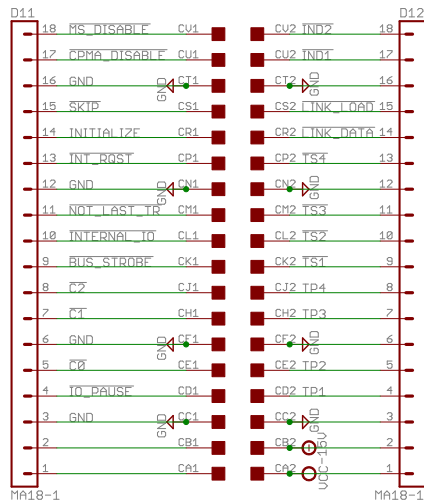 D11 D12
18 MS_DISABLE CV1 CV2 IND2 18
17 CPMA_DISABLE CU1 CU2 IND1 17
16 GND GND CT1 CT2 GND 16
15 SKIP CS1 CS2 LINK_LOAD 15
14 INITIALIZE CR1 CR2 LINK_DATA 14
13 INT_RQST CP1 CP2 TS4 13
12 GND GND CN1 CN2 GND 12
11 NOT_LAST_TR CM1 CM2 TS3 11
10 INTERNAL_IO CL1 CL2 TS2 10
9 BUS_STROBE CK1 CK2 TS1 9
8 C2 CJ1 CJ2 TP4 8
7 C1 CH1 CH2 TP3 7
6 GND GND CF1 CF2 GND 6
5 C0 CE1 CE2 TP2 5
4 IO_PAUSE CD1 CD2 TP1 4
3 GND GND CC1 CC2 GND 3
2 CB1 CB2 -15V 2
1 CA1 CA2 VCC 1
MA18-1 MA18-1